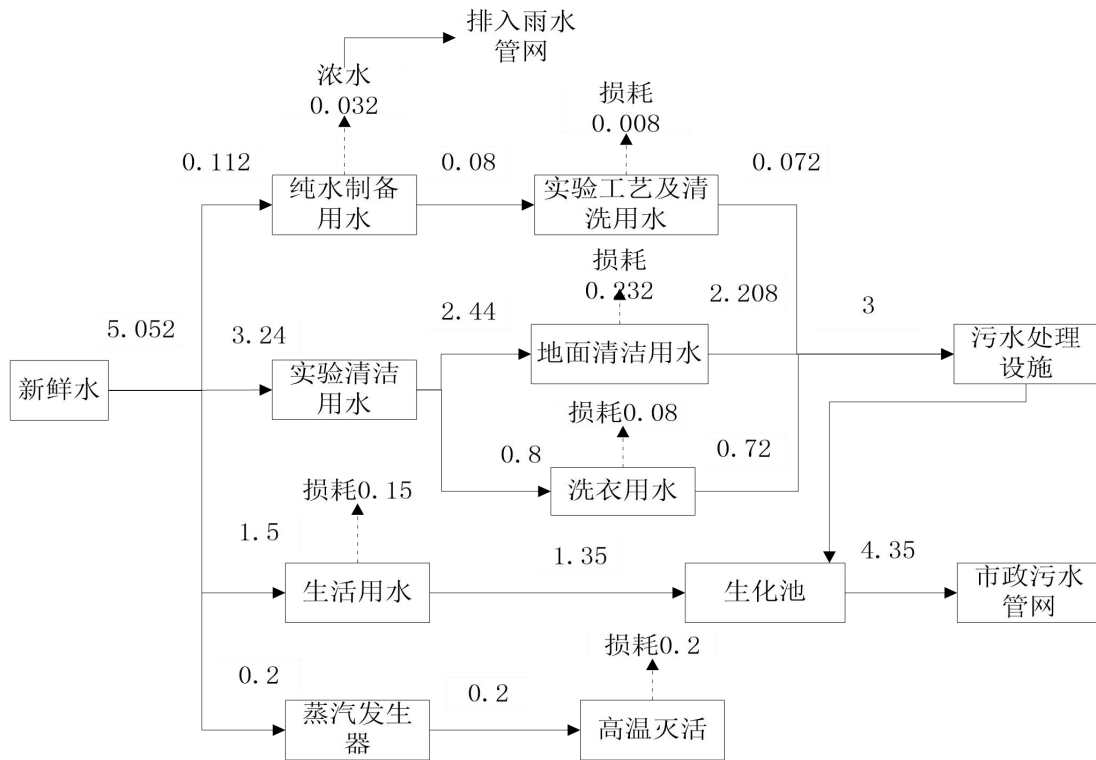 排入雨水
管网
浓水
0.032
损耗
0.008
0.112
0.08
0.072
纯水制备
用水
实验工艺及清
洗用水
损耗
0.232
5.052
3.24
2.44
2.208
3
新鲜水
实验清洁
用水
地面清洁用水
污水处理
设施
损耗0.08
0.8
0.72
洗衣用水
损耗0.15
1.5
1.35
4.35
生活用水
生化池
市政污水
管网
损耗0.2
0.2
0.2
蒸汽发生
器
高温灭活